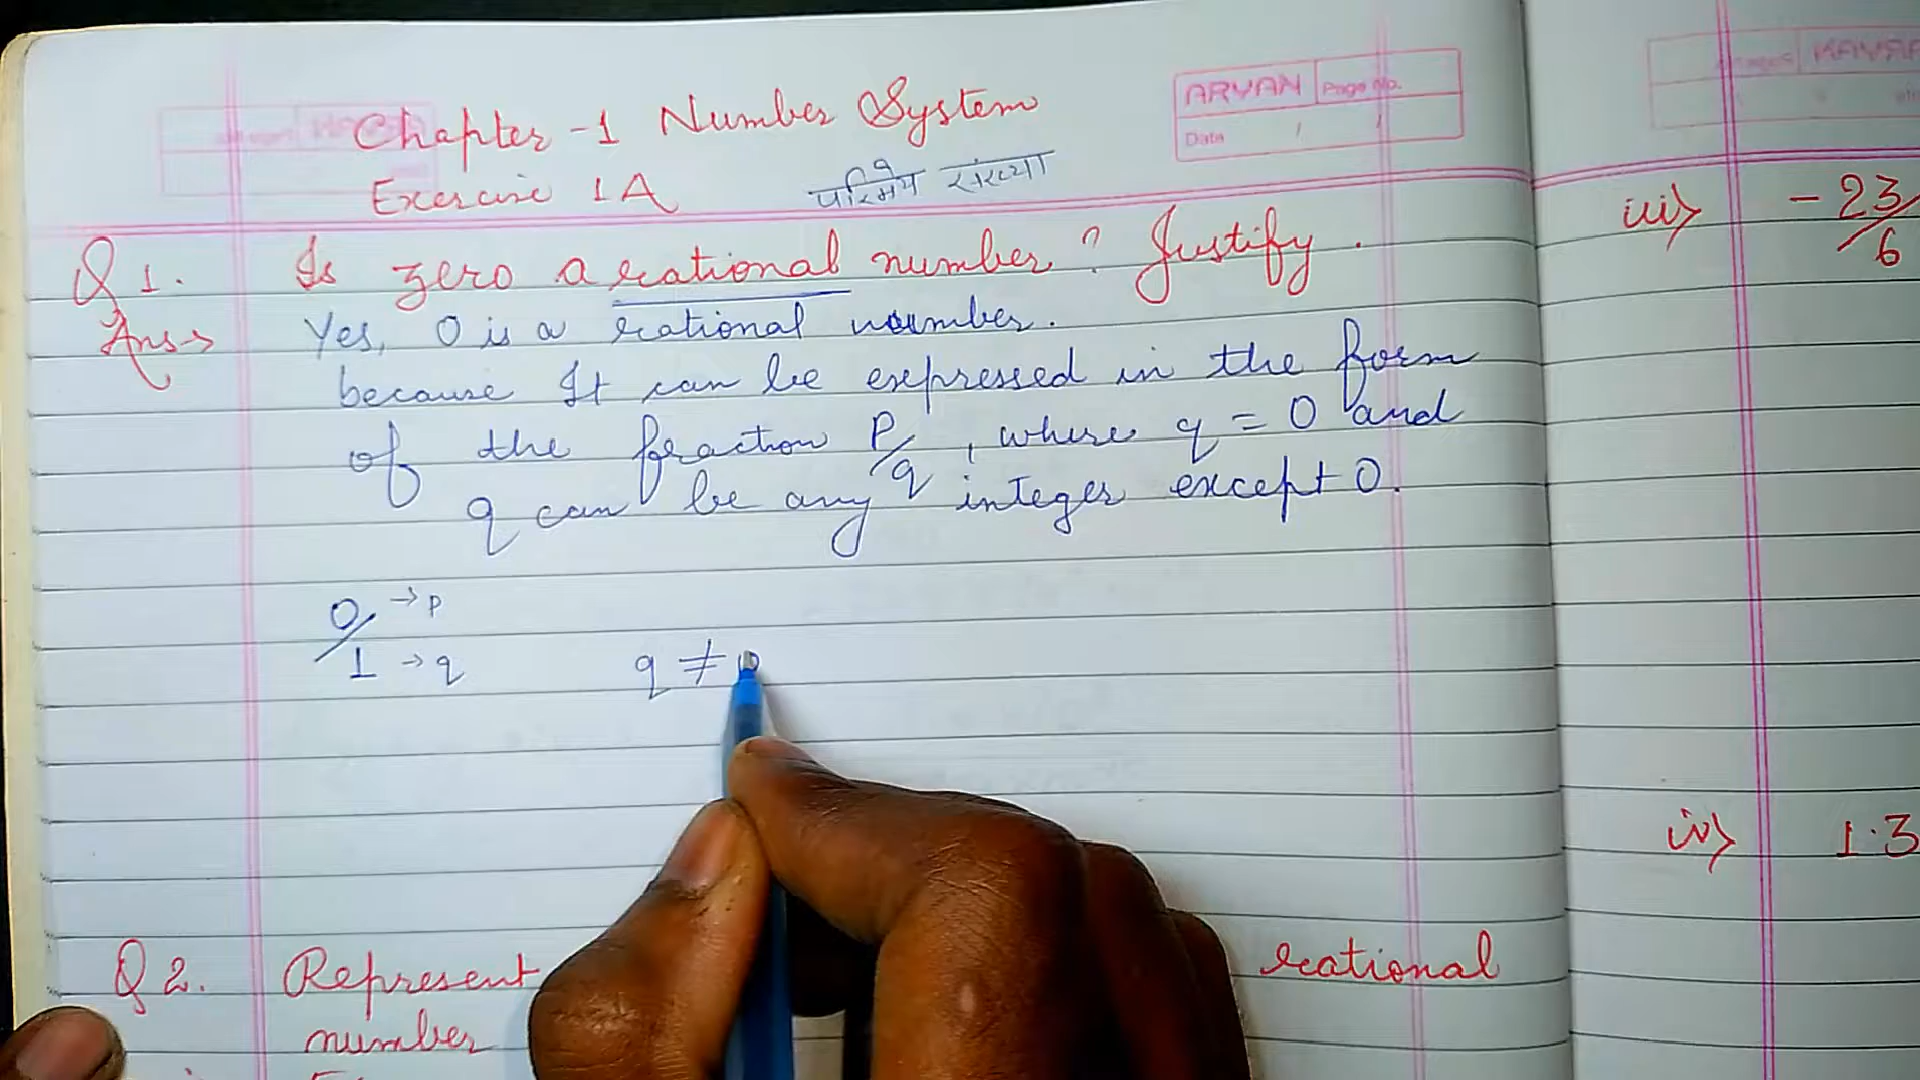 Chapter - 1 Number System
ARYAN Page No.
Date / /
Exercise 1A परिमेय संख्या
Q 1. Is zero a rational number? Justify.
Ans→ Yes, 0 is a rational number.
because It can be expressed in the form
of the fraction P/q, where q = 0 and
q can be any integer except 0.
0/1 →p →q
q ≠ 0
Q 2. Represent rational
number
iii> -23/6
iv> 1.3